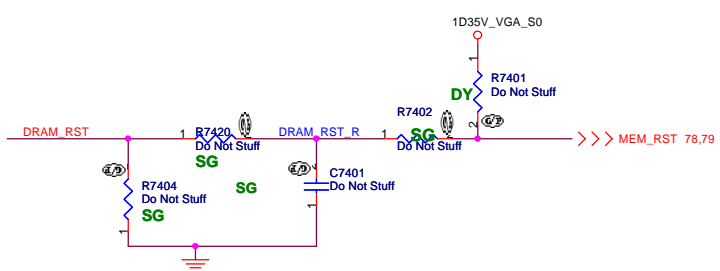 1D35V_VGA_S0
1
R7401
DY
Do Not Stuff
2
R7402
DRAM_RST
1
R7420
DRAM_RST_R
1
SG
MEM_RST 78,79
Do Not Stuff
Do Not Stuff
SG
R7404
Do Not Stuff
SG
SG
C7401
Do Not Stuff
1
1